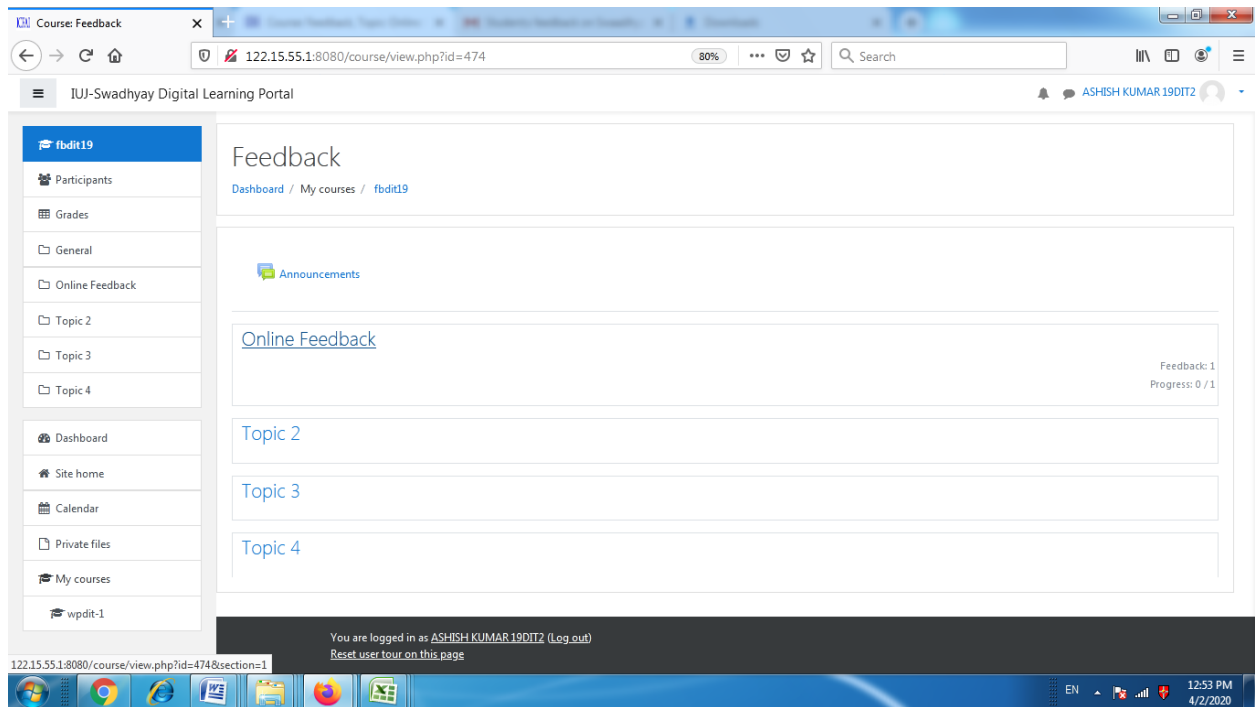 Course: Feedback
122.15.55.1:8080/course/view.php?id=474
80%
Search
IUJ-Swadhyay Digital Learning Portal
ASHISH KUMAR 19DIT2
fbdit19
Participants
Grades
General
Online Feedback
Topic 2
Topic 3
Topic 4
Dashboard
Site home
Calendar
Private files
My courses
wpdit-1
Feedback
Dashboard / My courses / fbdit19
Announcements
Online Feedback
Feedback: 1
Progress: 0 / 1
Topic 2
Topic 3
Topic 4
You are logged in as ASHISH KUMAR 19DIT2 (Log out)
Reset user tour on this page
122.15.55.1:8080/course/view.php?id=474&section=1
EN
12:53 PM
4/2/2020